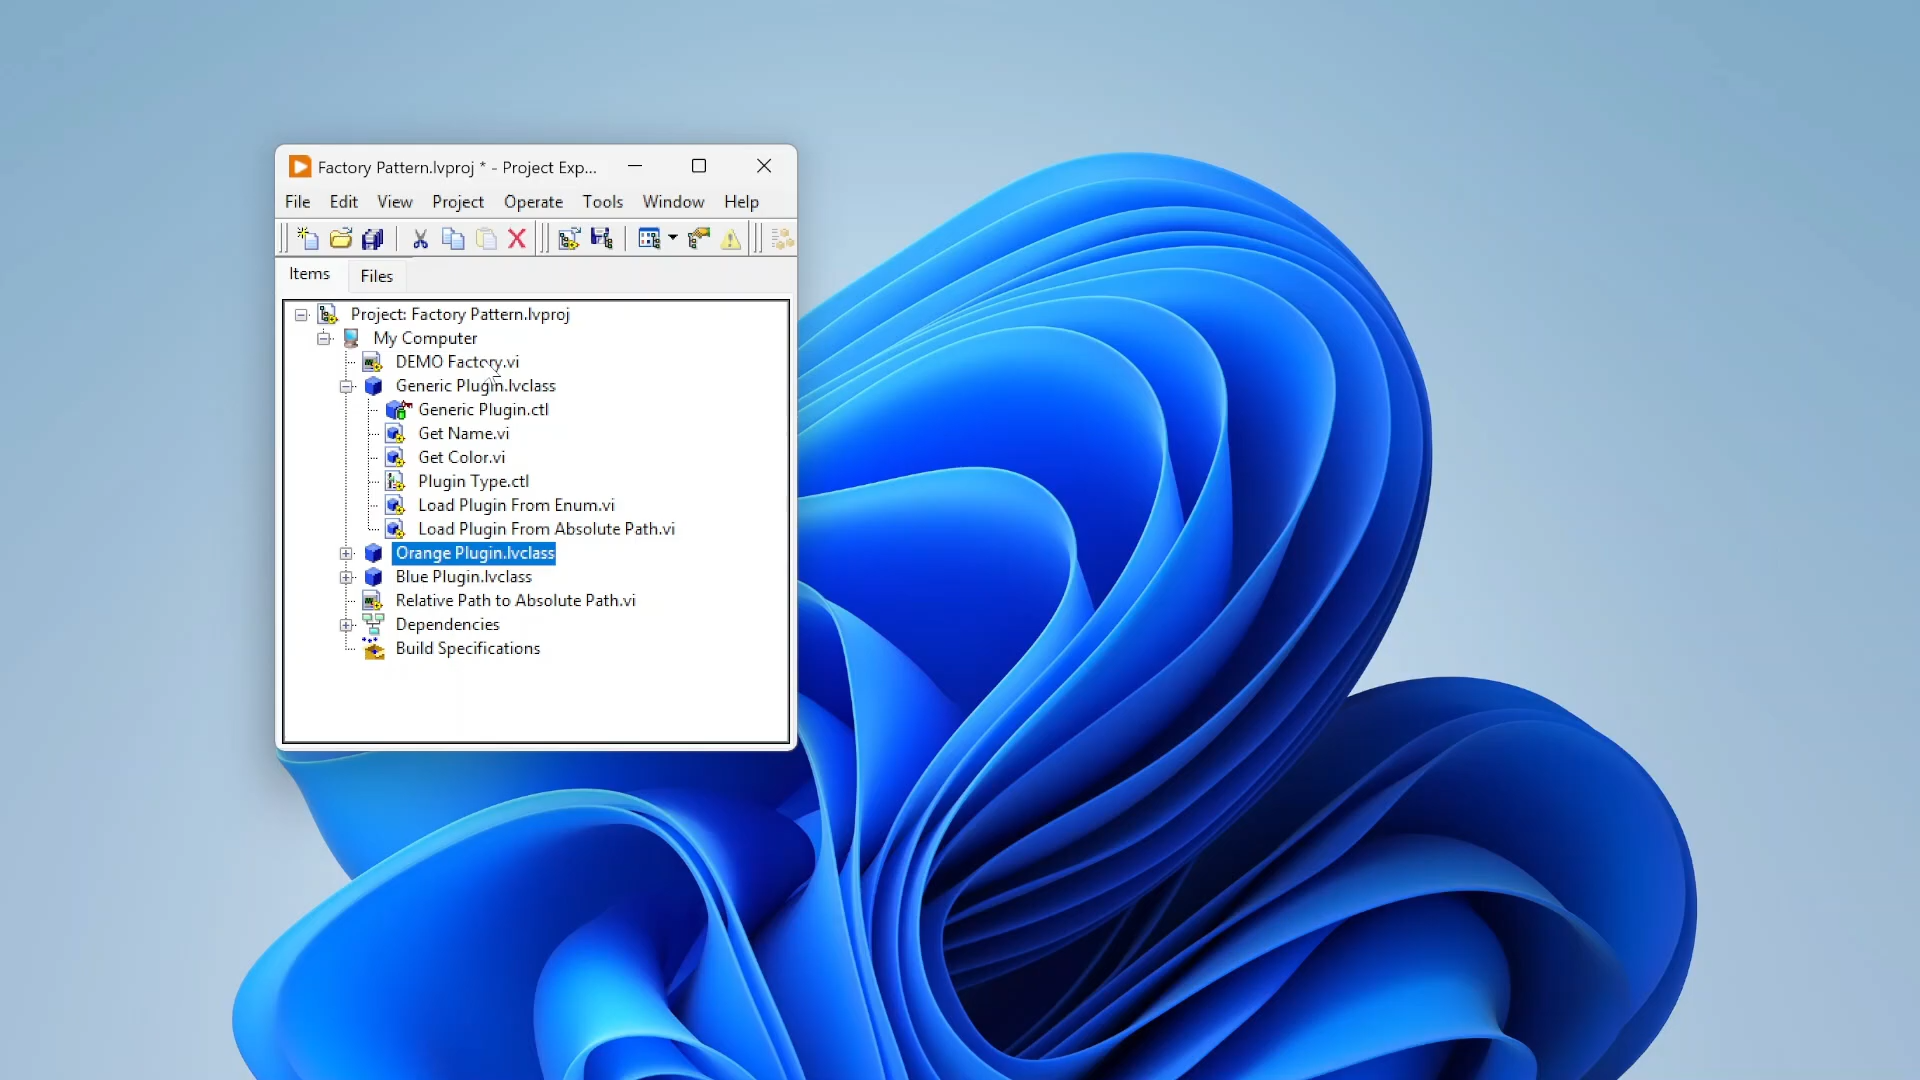 Factory Pattern.lvproj * - Project Exp...
File Edit View Project Operate Tools Window Help
Items Files
Project: Factory Pattern.lvproj
My Computer
DEMO Factory.vi
Generic Plugin.lvclass
Generic Plugin.ctl
Get Name.vi
Get Color.vi
Plugin Type.ctl
Load Plugin From Enum.vi
Load Plugin From Absolute Path.vi
Orange Plugin.lvclass
Blue Plugin.lvclass
Relative Path to Absolute Path.vi
Dependencies
Build Specifications